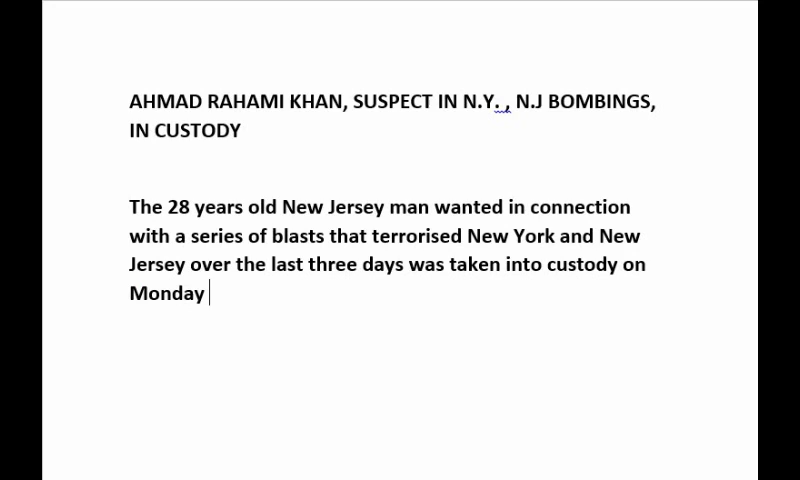 AHMAD RAHAMI KHAN, SUSPECT IN N.Y. , N.J BOMBINGS,
IN CUSTODY
The 28 years old New Jersey man wanted in connection
with a series of blasts that terrorised New York and New
Jersey over the last three days was taken into custody on
Monday